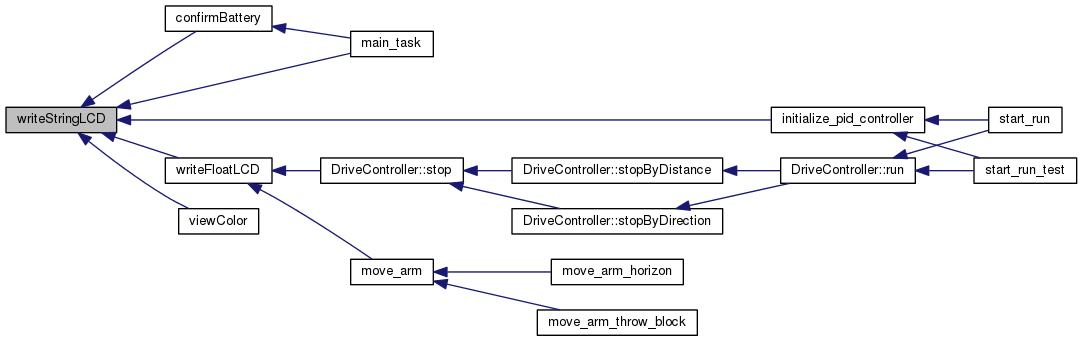 confirmBattery
main_task
writeStringLCD
initialize_pid_controller
start_run
writeFloatLCD
DriveController::stop
DriveController::stopByDistance
DriveController::run
start_run_test
viewColor
DriveController::stopByDirection
move_arm
move_arm_horizon
move_arm_throw_block